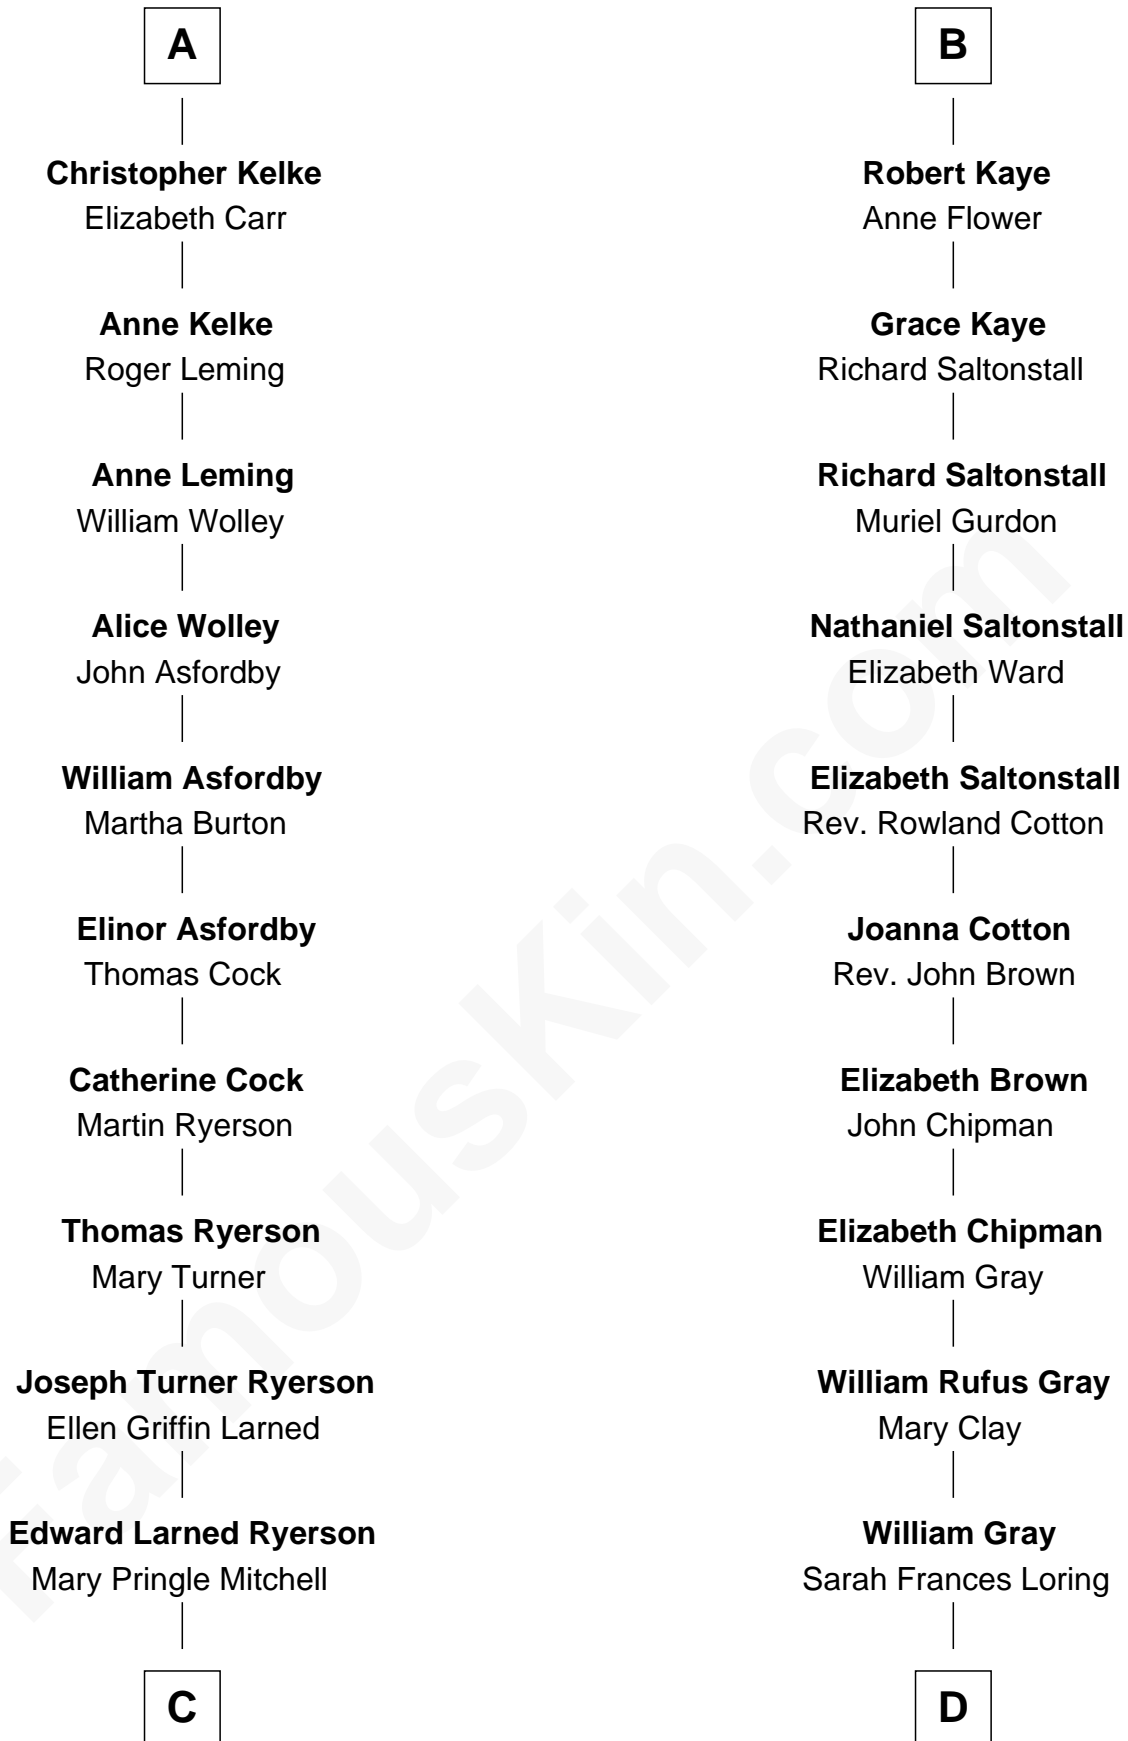 A
Christopher Kelke
Elizabeth Carr
Anne Kelke
Roger Leming
Anne Leming
William Wolley
Alice Wolley
John Asfordby
William Asfordby
Martha Burton
Elinor Asfordby
Thomas Cock
Catherine Cock
Martin Ryerson
Thomas Ryerson
Mary Turner
Joseph Turner Ryerson
Ellen Griffin Larned
Edward Larned Ryerson
Mary Pringle Mitchell
C
B
Robert Kaye
Anne Flower
Grace Kaye
Richard Saltonstall
Richard Saltonstall
Muriel Gurdon
Nathaniel Saltonstall
Elizabeth Ward
Elizabeth Saltonstall
Rev. Rowland Cotton
Joanna Cotton
Rev. John Brown
Elizabeth Brown
John Chipman
Elizabeth Chipman
William Gray
William Rufus Gray
Mary Clay
William Gray
Sarah Frances Loring
D
FamousKin.com